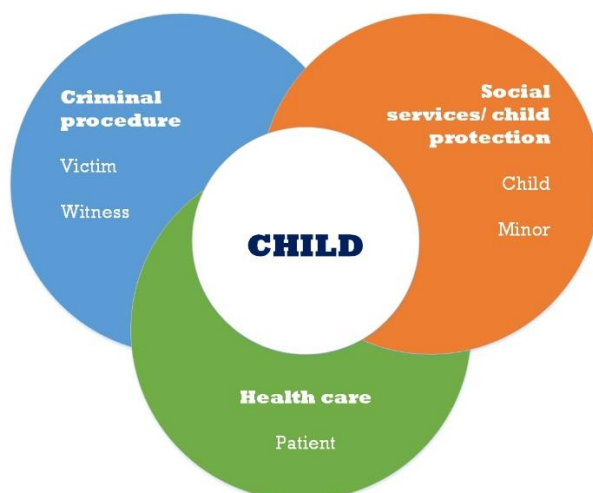 Criminal
procedure
Victim
Witness
Social
services/ child
protection
Child
Minor
CHILD
Health care
Patient